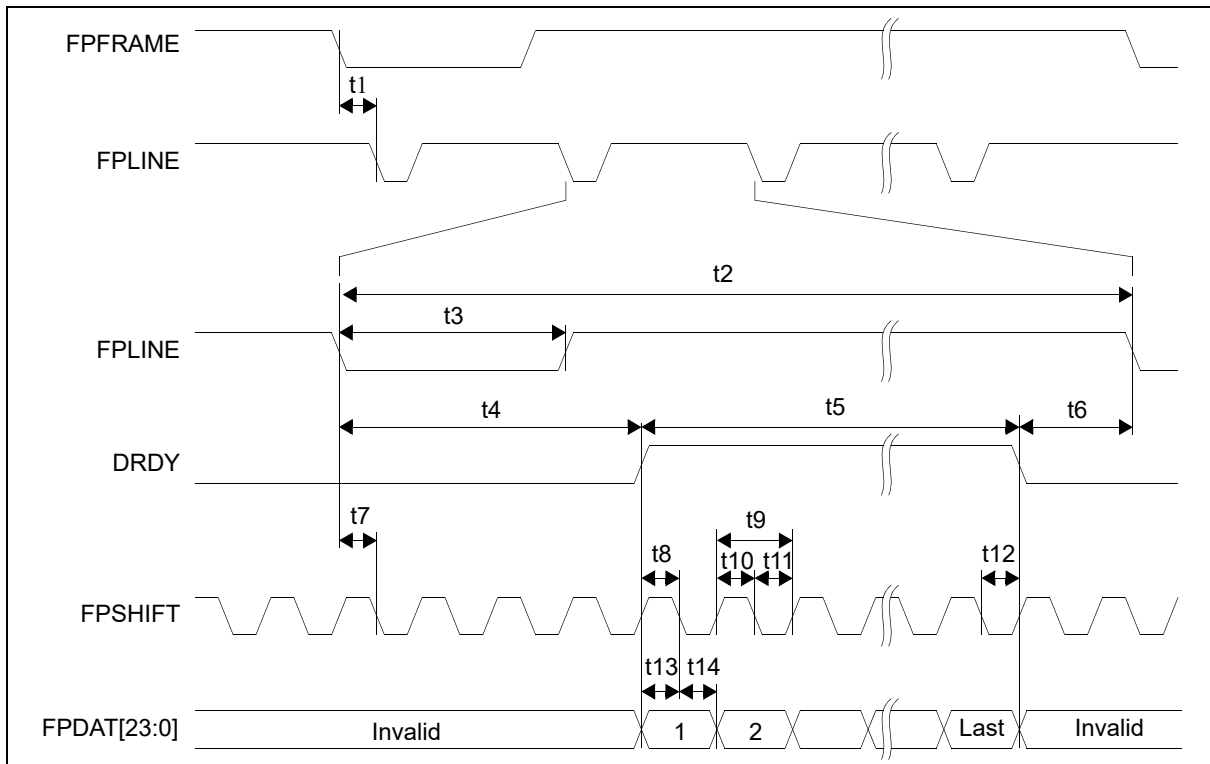 FPFRAME
t1
FPLINE
t2
t3
FPLINE
t4
t5
t6
DRDY
t7
t8
t9
t10
t11
t12
FPSHIFT
t13
t14
FPDAT[23:0]
Invalid
1
2
Last
Invalid